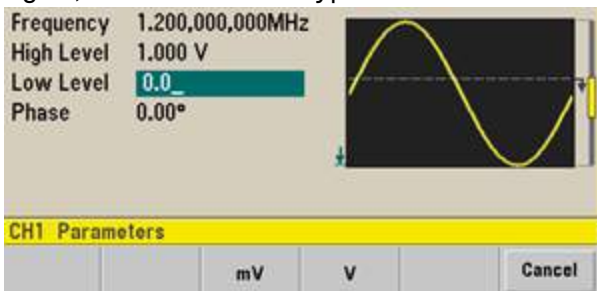 Frequency 1.200,000,000MHz
High Level 1.000 V
Low Level 0.0_
Phase 0.00°
CH1 Parameters
mV V Cancel